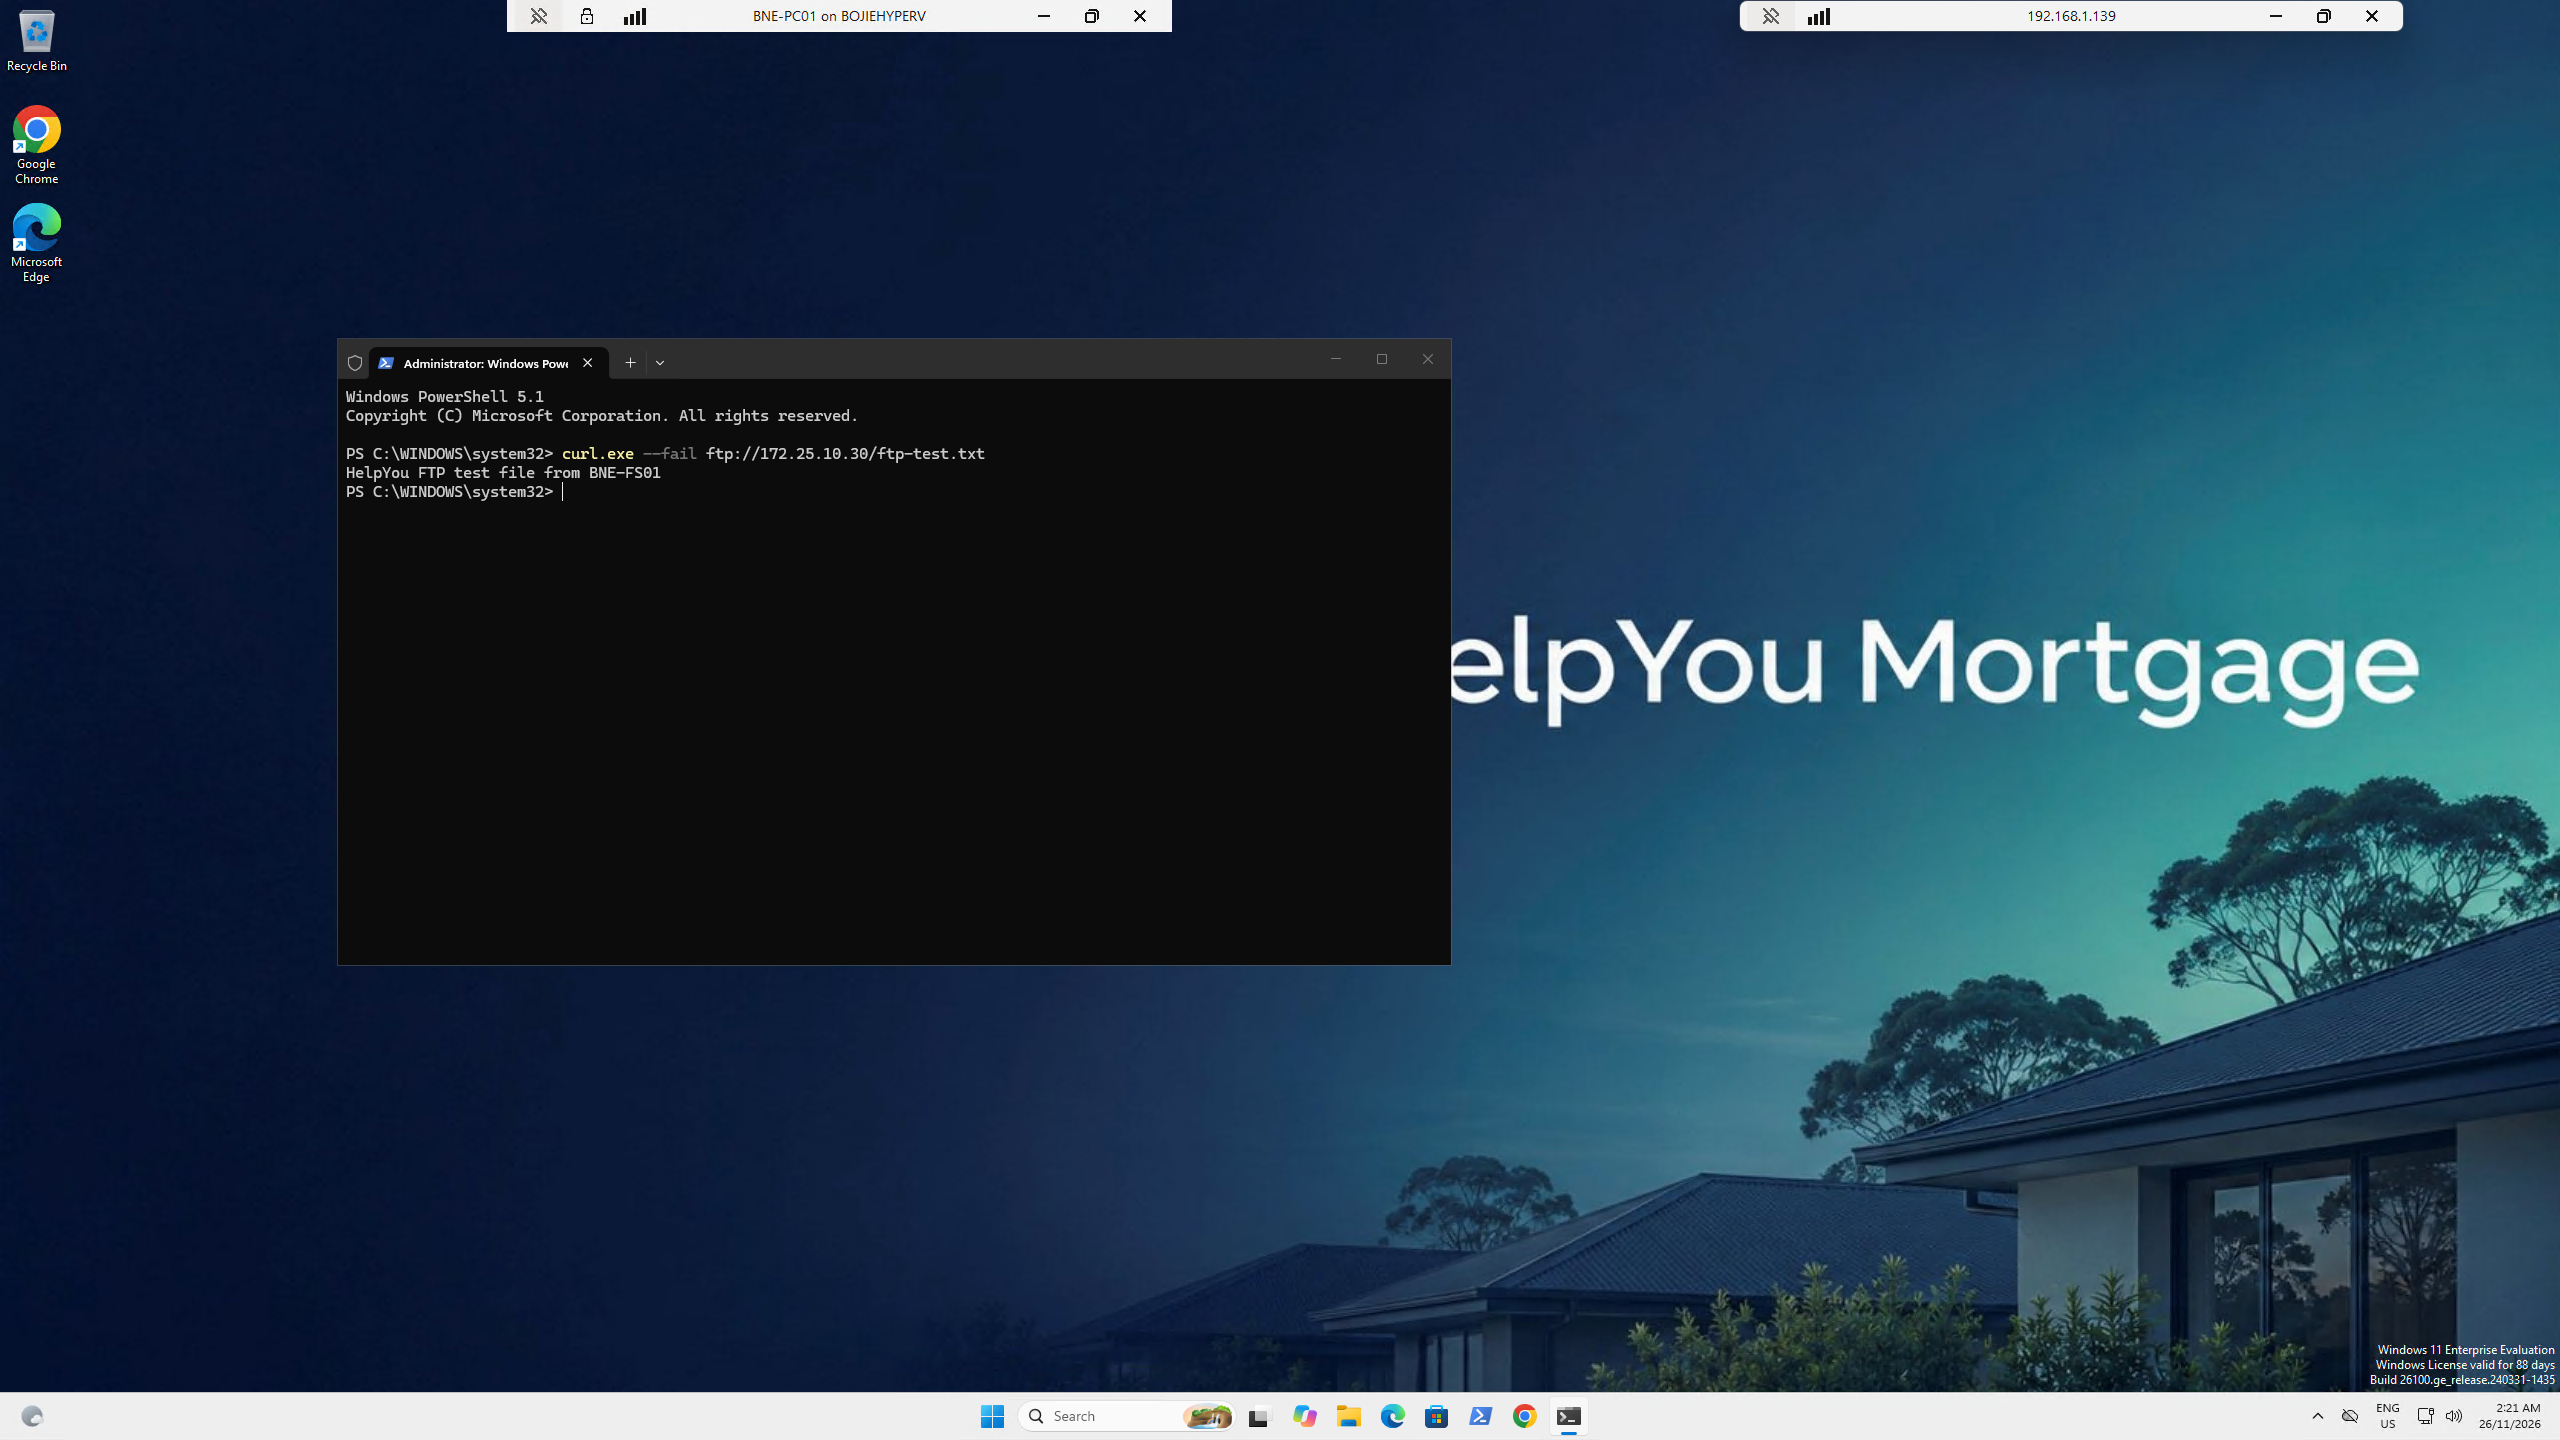 BNE-PC01 on BOJIEHYPERV
192.168.1.139
Recycle Bin
Google
Chrome
Microsoft
Edge
Administrator: Windows Powe
Windows PowerShell 5.1
Copyright (C) Microsoft Corporation. All rights reserved.
PS C:\WINDOWS\system32> curl.exe --fail ftp://172.25.10.30/ftp-test.txt
HelpYou FTP test file from BNE-FS01
PS C:\WINDOWS\system32>
elpYou Mortgage
Windows 11 Enterprise Evaluation
Windows License valid for 88 days
Build 26100.ge_release.240331-1435
Search
ENG
US
2:21 AM
26/11/2026